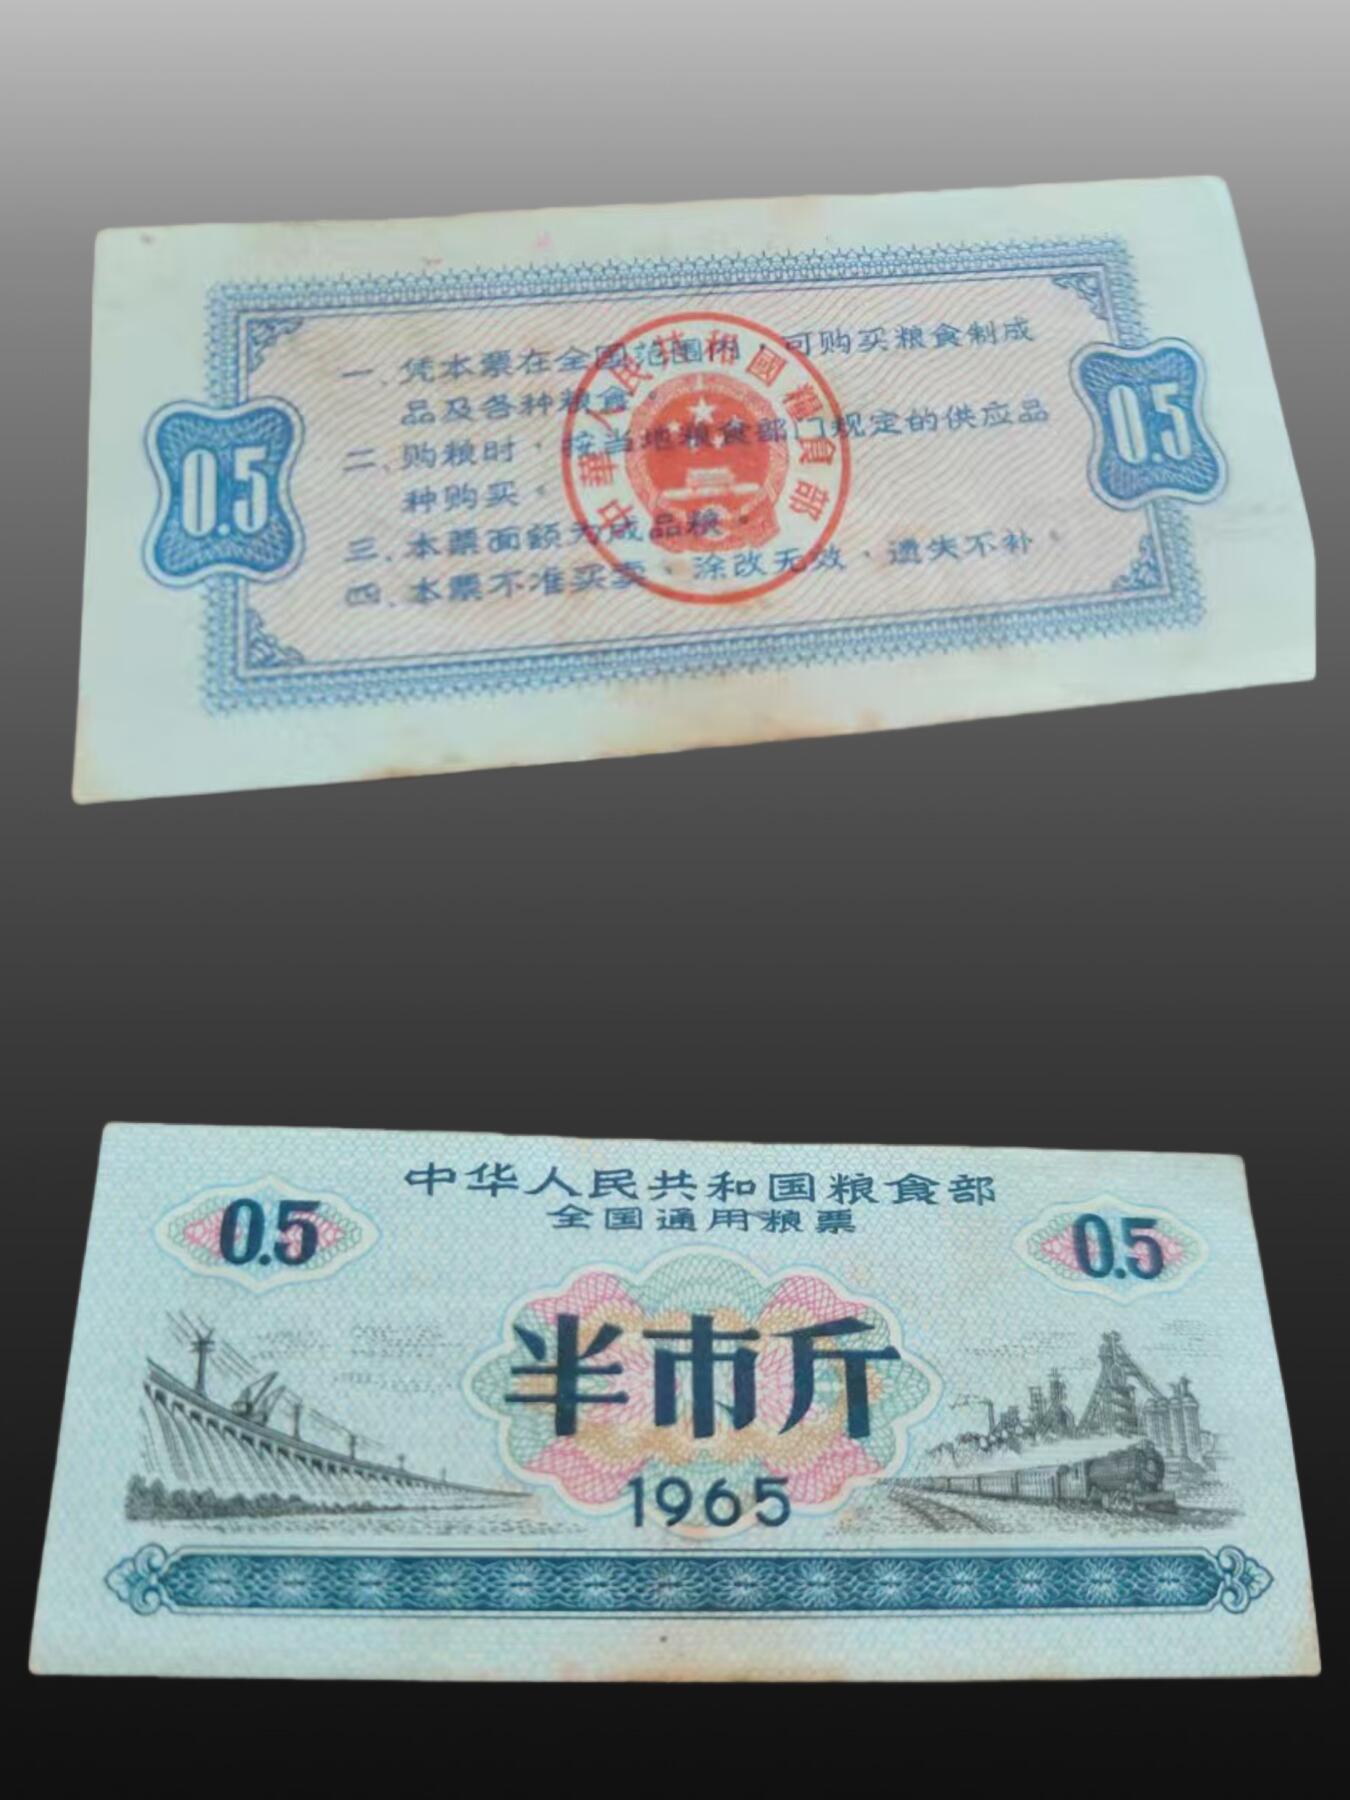 一、凭本票在全国范围内，可购买粮食制成
品及各种粮食。
二、购粮时，按当地粮食部门规定的供应品
种购买。
三、本票面额为成品粮。
四、本票不准买卖、涂改无效，遗失不补。
0.5
0.5
中華人民共和國糧食部
中华人民共和国粮食部
全国通用粮票
0.5
0.5
半市斤
1965